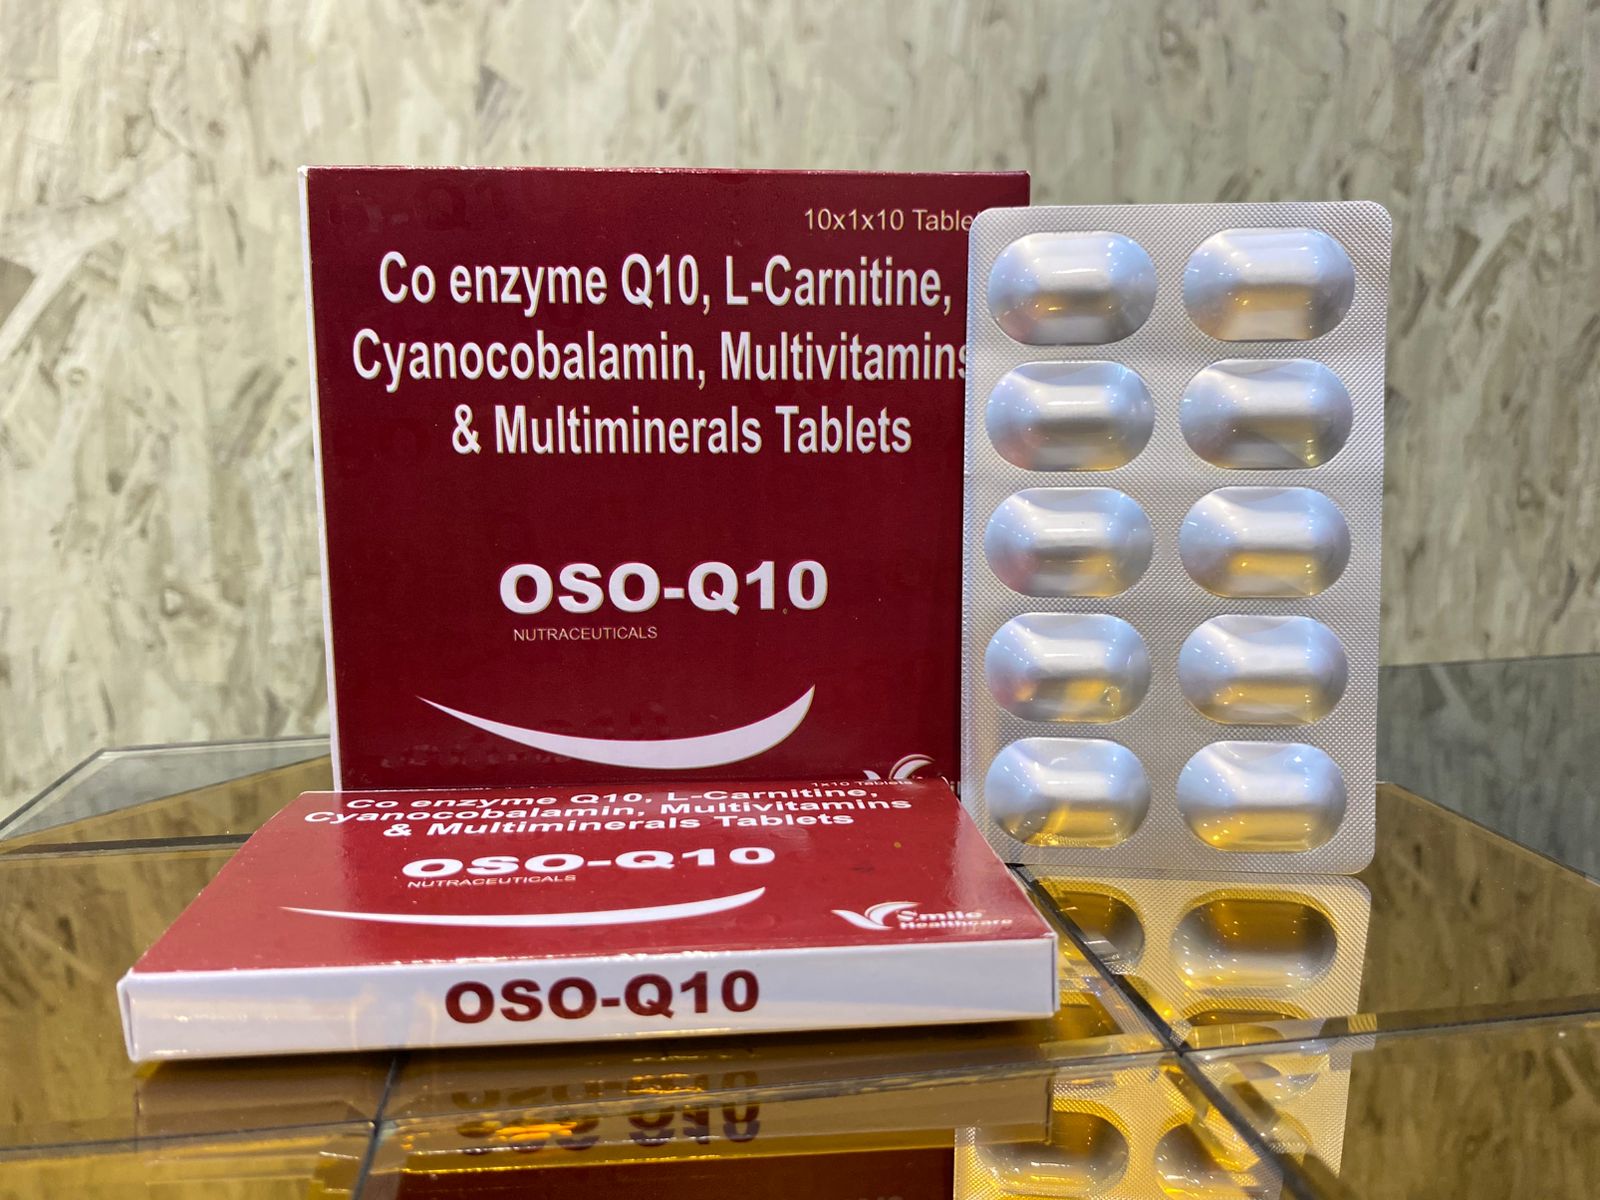 10x1x10 Table
Co enzyme Q10, L-Carnitine,
Cyanocobalamin, Multivitamins
& Multiminerals Tablets
OSO-Q10
NUTRACEUTICALS
1x10 Tablets
Co enzyme Q10, L-Carnitine,
Cyanocobalamin, Multivitamins
& Multiminerals Tablets
OSO-Q10
NUTRACEUTICALS
Smile
Healthcare
OSO-Q10